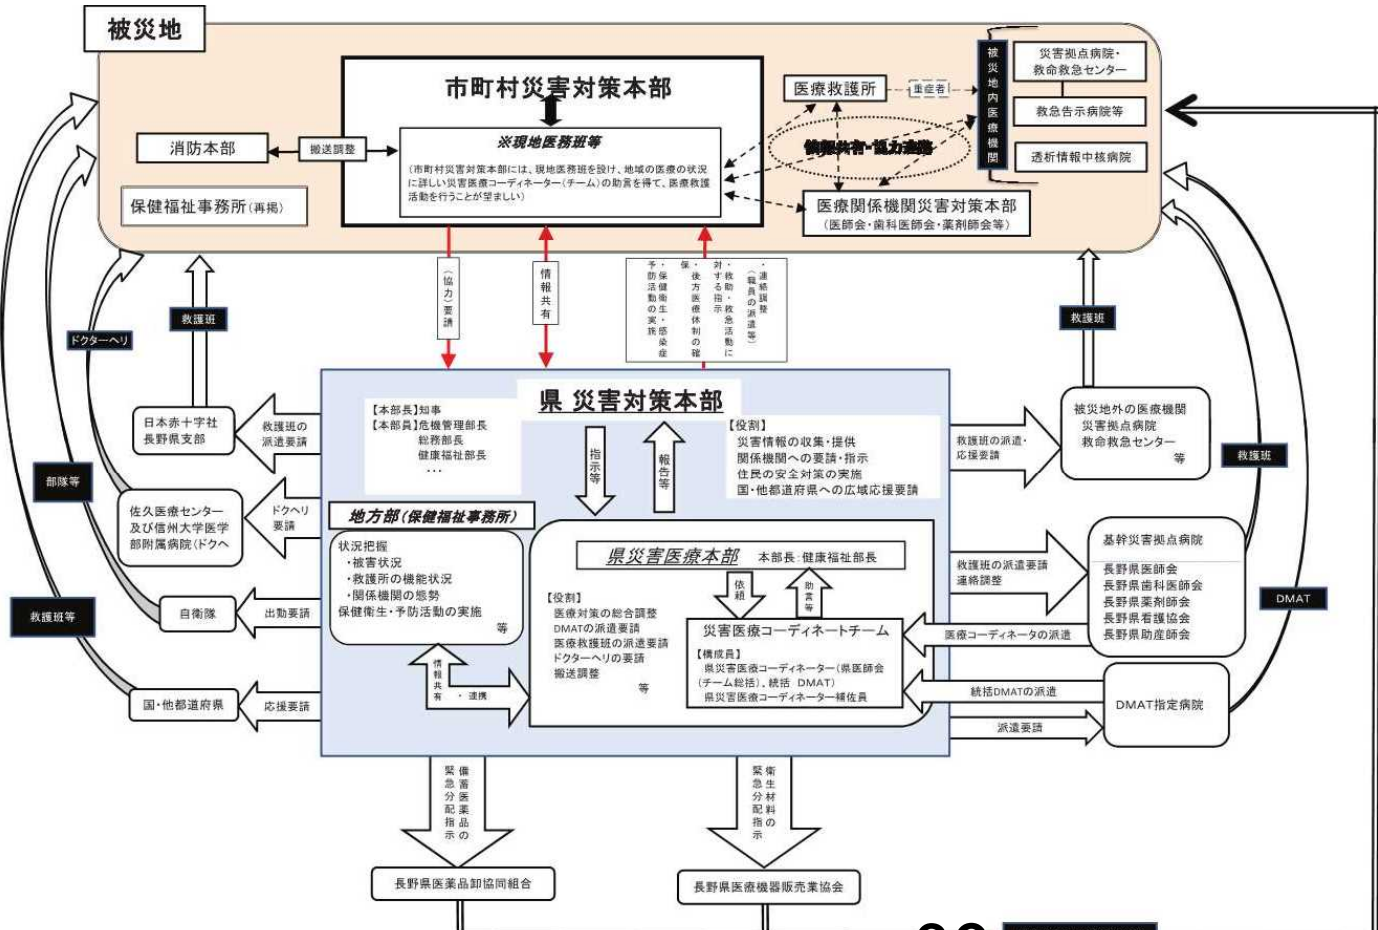 被災地
市町村災害対策本部
※現地医務班等
(市町村災害対策本部には、現地医務班を設け、地域の医療の状況
に詳しい災害医療コーディネーター(チーム)の助言を得て、医療救護
活動を行うことが望ましい)
消防本部
搬送調整
保健福祉事務所(再掲)
医療救護所
重症者
情報共有・協力連携
医療関係機関災害対策本部
(医師会・歯科医師会・薬剤師会等)
被災地内医療機関
災害拠点病院・
救命救急センター
救急告示病院等
透析情報中核病院
(協力)要請
情報共有
・連絡調整
(職員の派遣等)
・救助・救急活動に
対する指示
・後方医療体制の確
保
・保健衛生・感染症
予防活動の実施
救護班
ドクターヘリ
部隊等
救護班等
救護班
救護班
DMAT
県 災害対策本部
【本部長】知事
【本部員】危機管理部長
総務部長
健康福祉部長
・・・
指示等
報告等
【役割】
災害情報の収集・提供
関係機関への要請・指示
住民の安全対策の実施
国・他都道府県への広域応援要請
地方部(保健福祉事務所)
状況把握
・被害状況
・救護所の機能状況
・関係機関の態勢
保健衛生・予防活動の実施
等
情報共有
・連携
県災害医療本部 本部長:健康福祉部長
依頼
助言等
【役割】
医療対策の総合調整
DMATの派遣要請
医療救護班の派遣要請
ドクターヘリの要請
搬送調整
等
災害医療コーディネートチーム
【構成員】
県災害医療コーディネーター(県医師会
(チーム総括)、統括 DMAT)
県災害医療コーディネーター補佐員
日本赤十字社
長野県支部
救護班の
派遣要請
佐久医療センター
及び信州大学医学
部附属病院(ドクヘ
ドクヘリ
要請
自衛隊
出動要請
国・他都道府県
応援要請
救護班の派遣・
応援要請
被災地外の医療機関
災害拠点病院
救命救急センター
等
救護班の派遣要請
連絡調整
基幹災害拠点病院
長野県医師会
長野県歯科医師会
長野県薬剤師会
長野県看護協会
長野県助産師会
医療コーディネータの派遣
統括DMATの派遣
派遣要請
DMAT指定病院
備蓄医薬品の
緊急分配指示
衛生材料の
緊急分配指示
長野県医薬品卸協同組合
長野県医療機器販売業協会